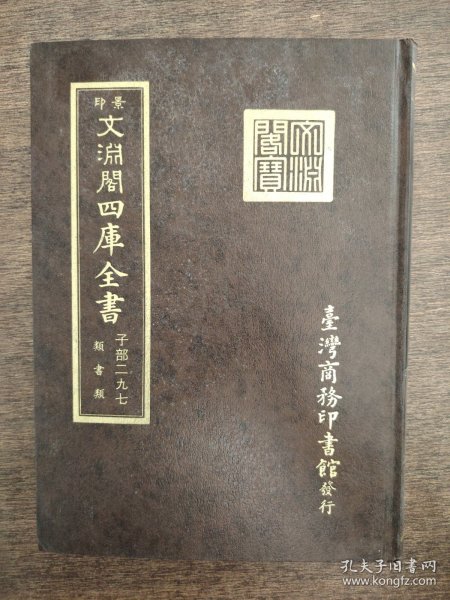 景印
文淵閣四庫全書
子部二九七
類書類
文淵閣寶
臺灣商務印書館發行
孔夫子旧书网
www.kongfz.com